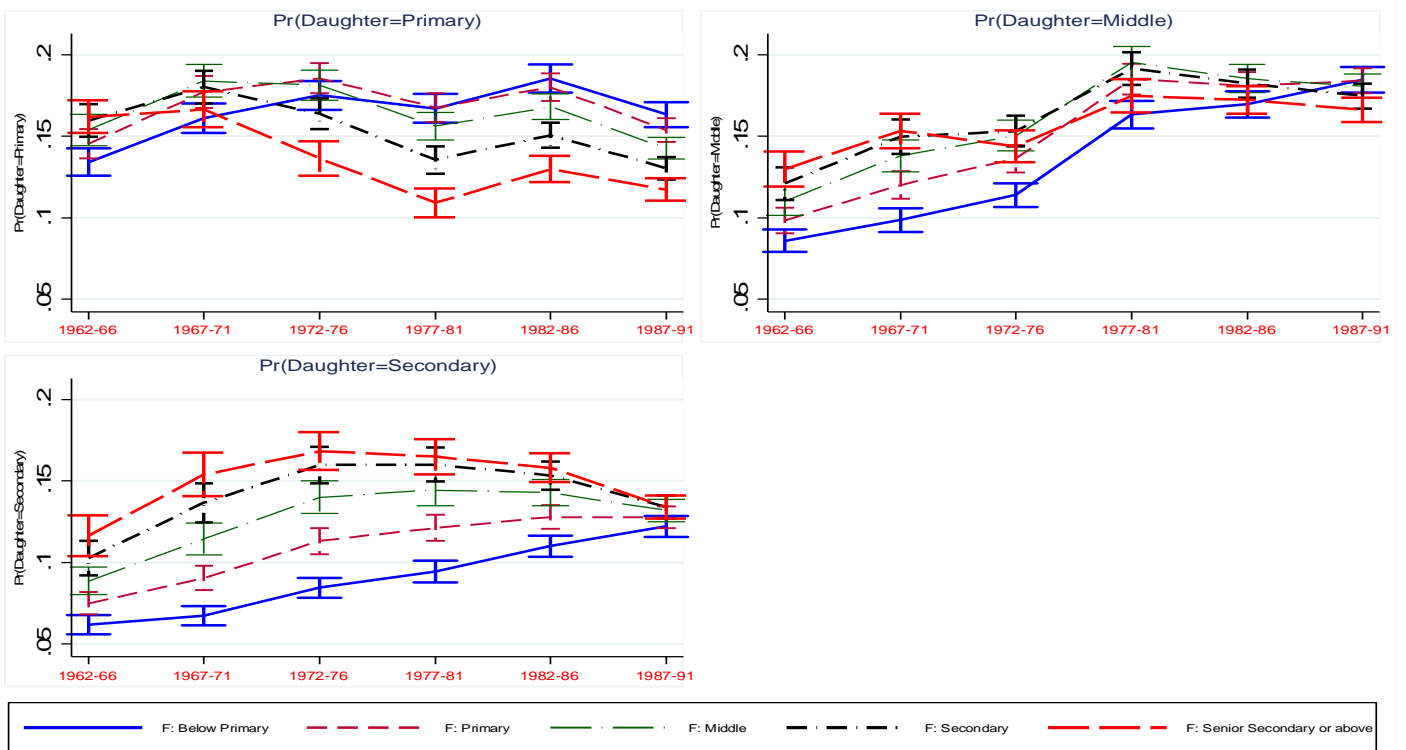 Pr(Daughter=Primary)
Pr(Daughter=Primary)
.2
.15
.1
.05
1962-66 1967-71 1972-76 1977-81 1982-86 1987-91
Pr(Daughter=Middle)
Pr(Daughter=Middle)
.2
.15
.1
.05
1962-66 1967-71 1972-76 1977-81 1982-86 1987-91
Pr(Daughter=Secondary)
Pr(Daughter=Secondary)
.2
.15
.1
.05
1962-66 1967-71 1972-76 1977-81 1982-86 1987-91
F: Below Primary F: Primary F: Middle F: Secondary F: Senior Secondary or above